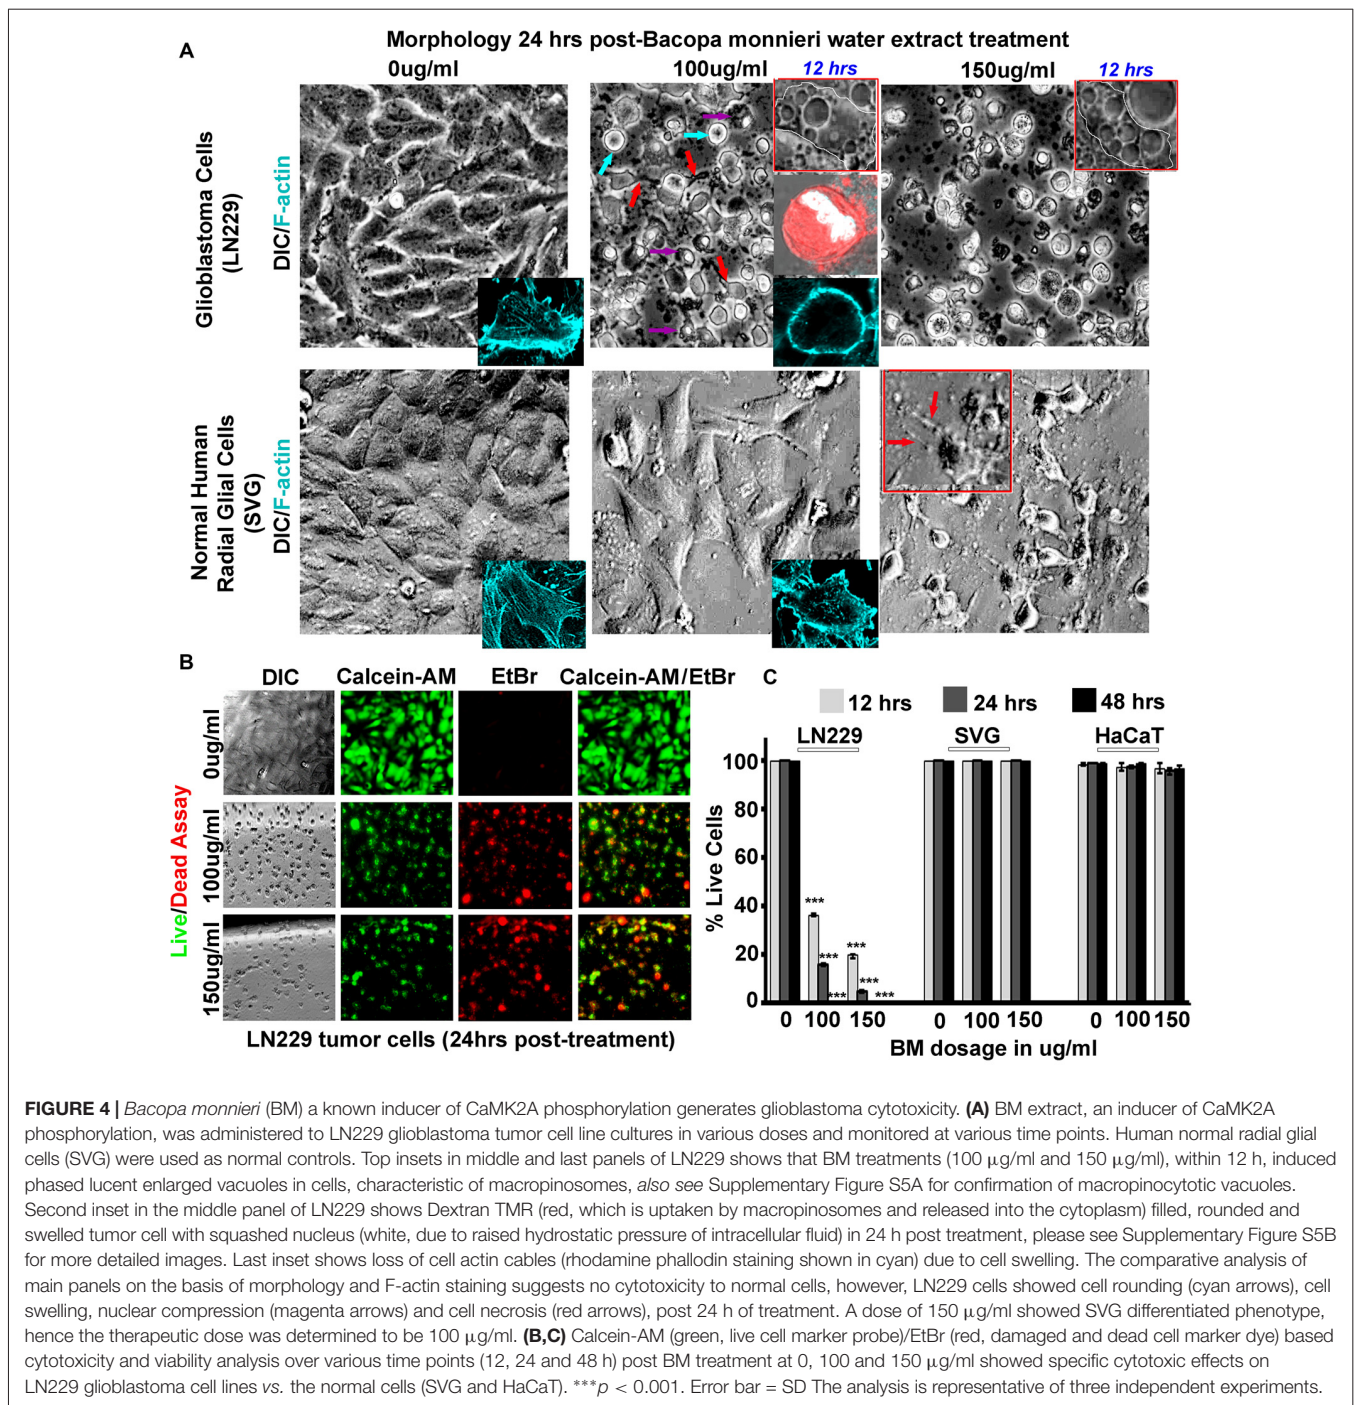 A
Morphology 24 hrs post-Bacopa monnieri water extract treatment
0ug/ml
100ug/ml
12 hrs
150ug/ml
12 hrs
Glioblastoma Cells
(LN229)
DIC/F-actin
Normal Human
Radial Glial Cells
(SVG)
DIC/F-actin
B
DIC
Calcein-AM
EtBr
Calcein-AM/EtBr
Live/Dead Assay
0ug/ml
100ug/ml
150ug/ml
LN229 tumor cells (24hrs post-treatment)
C
12 hrs
24 hrs
48 hrs
LN229
SVG
HaCaT
% Live Cells
100
80
60
40
20
0
***
***
***
***
***
***
0 100 150
0 100 150
0 100 150
BM dosage in ug/ml
FIGURE 4 | Bacopa monnieri (BM) a known inducer of CaMK2A phosphorylation generates glioblastoma cytotoxicity. (A) BM extract, an inducer of CaMK2A
phosphorylation, was administered to LN229 glioblastoma tumor cell line cultures in various doses and monitored at various time points. Human normal radial glial
cells (SVG) were used as normal controls. Top insets in middle and last panels of LN229 shows that BM treatments (100 μg/ml and 150 μg/ml), within 12 h, induced
phased lucent enlarged vacuoles in cells, characteristic of macropinosomes, also see Supplementary Figure S5A for confirmation of macropinocytotic vacuoles.
Second inset in the middle panel of LN229 shows Dextran TMR (red, which is uptaken by macropinosomes and released into the cytoplasm) filled, rounded and
swelled tumor cell with squashed nucleus (white, due to raised hydrostatic pressure of intracellular fluid) in 24 h post treatment, please see Supplementary Figure S5B
for more detailed images. Last inset shows loss of cell actin cables (rhodamine phallodin staining shown in cyan) due to cell swelling. The comparative analysis of
main panels on the basis of morphology and F-actin staining suggests no cytotoxicity to normal cells, however, LN229 cells showed cell rounding (cyan arrows), cell
swelling, nuclear compression (magenta arrows) and cell necrosis (red arrows), post 24 h of treatment. A dose of 150 μg/ml showed SVG differentiated phenotype,
hence the therapeutic dose was determined to be 100 μg/ml. (B,C) Calcein-AM (green, live cell marker probe)/EtBr (red, damaged and dead cell marker dye) based
cytotoxicity and viability analysis over various time points (12, 24 and 48 h) post BM treatment at 0, 100 and 150 μg/ml showed specific cytotoxic effects on
LN229 glioblastoma cell lines vs. the normal cells (SVG and HaCaT). ***p < 0.001. Error bar = SD The analysis is representative of three independent experiments.